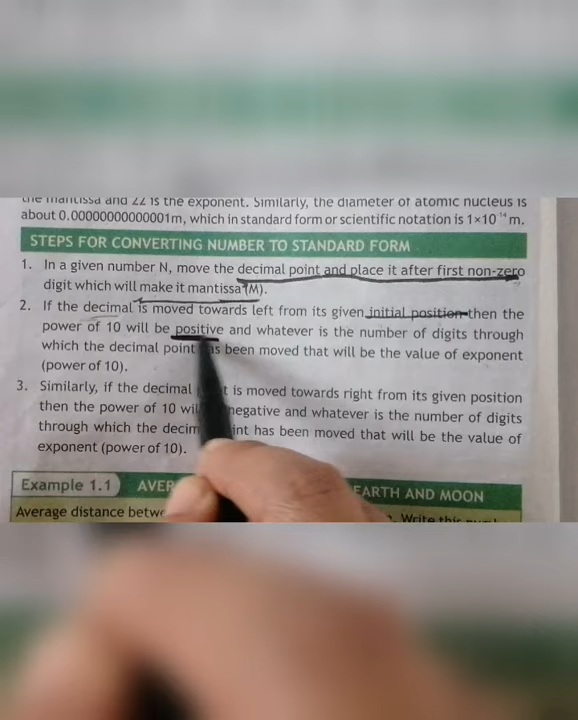 the mantissa and 22 is the exponent. Similarly, the diameter of atomic nucleus is
about 0.00000000000001m, which in standard form or scientific notation is 1×10⁻¹⁴ m.
STEPS FOR CONVERTING NUMBER TO STANDARD FORM
1. In a given number N, move the decimal point and place it after first non-zero
digit which will make it mantissa (M).
2. If the decimal is moved towards left from its given initial position then the
power of 10 will be positive and whatever is the number of digits through
which the decimal point has been moved that will be the value of exponent
(power of 10).
3. Similarly, if the decimal is moved towards right from its given position
then the power of 10 negative and whatever is the number of digits
through which the has been moved that will be the value of
exponent (power of 10).
Example 1.1 EARTH AND MOON
Average distance Write this